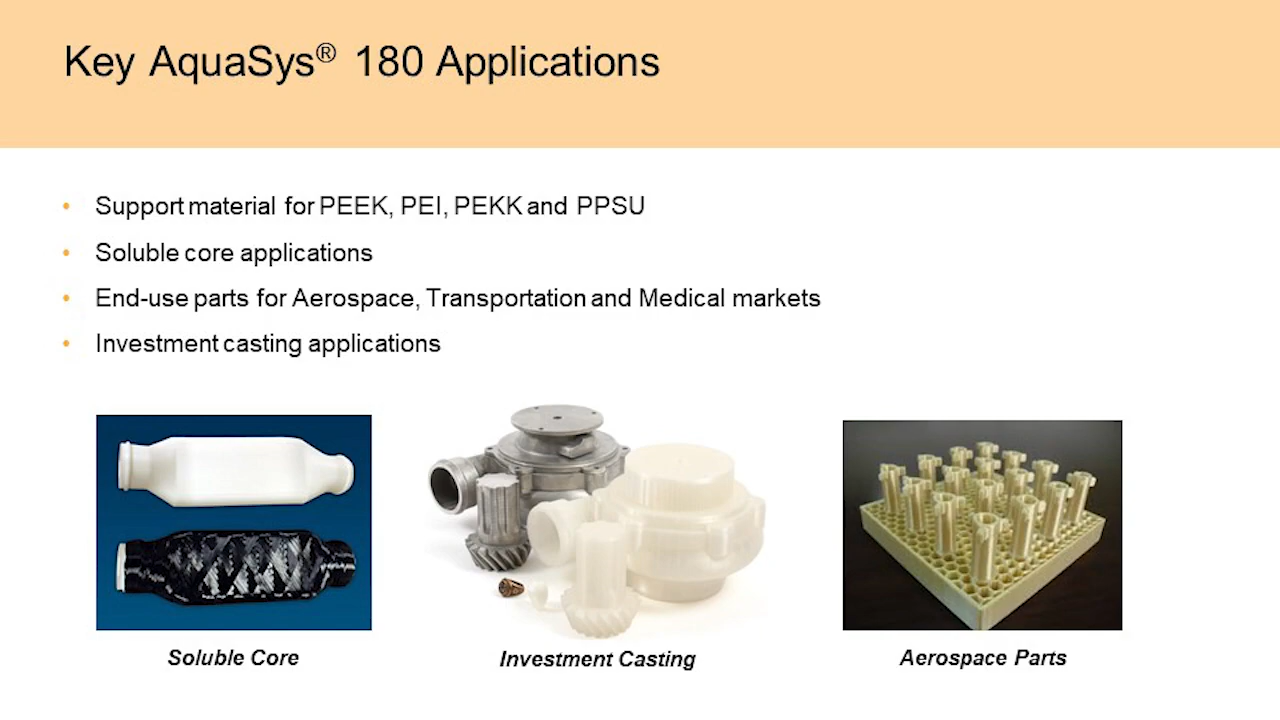 Key AquaSys® 180 Applications
• Support material for PEEK, PEI, PEKK and PPSU
• Soluble core applications
• End-use parts for Aerospace, Transportation and Medical markets
• Investment casting applications
Soluble Core
Investment Casting
Aerospace Parts